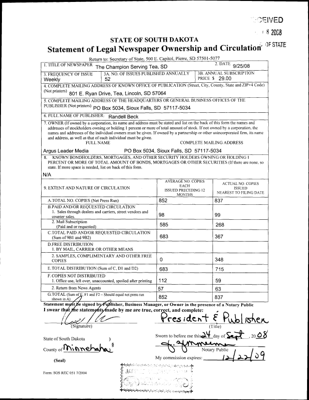 STATE OF SOUTH DAKOTA
Statement of Legal Newspaper Ownership and Circulation
Return to: Secretary of State, 500 E. Capitol, Pierre, SD 57501-5077
1. TITLE OF NEWSPAPER The Champion Serving Tea, SD 2. DATE 9/25/08
3. FREQUENCY OF ISSUE Weekly
3A. NO. OF ISSUES PUBLISHED ANNUALLY 52
3B. ANNUAL SUBSCRIPTION PRICE $ 29.00
4. COMPLETE MAILING ADDRESS OF KNOWN OFFICE OF PUBLICATION (Street, City, County, State and ZIP+4 Code)
(Not printers) 801 E. Ryan Drive, Tea, Lincoln, SD 57064
5. COMPLETE MAILING ADDRESS OF THE HEADQUARTERS OR GENERAL BUSINESS OFFICES OF THE
PUBLISHER (Not printers) PO Box 5034, Sioux Falls, SD 57117-5034
6. FULL NAME OF PUBLISHER: Randell Beck
7. OWNER (If owned by a corporation, its name and address must be stated and list on the back of this form the names and
addresses of stockholders owning or holding 1 percent or more of total amount of stock. If not owned by a corporation, the
names and addresses of the individual owners must be given. If owned by a partnership or other unincorporated firm, its name
and address, as well as that of each individual must be given)
FULL NAME COMPLETE MAILING ADDRESS
Argus Leader Media PO Box 5034, Sioux Falls, SD 57117-5034
8. KNOWN BONDHOLDERS, MORTGAGES, AND OTHER SECURITY HOLDERS OWNING OR HOLDING 1
PERCENT OR MORE OF TOTAL AMOUNT OF BONDS, MORTGAGES OR OTHER SECURITIES (If there are none, so
state. If more space is needed, list on back of this form.
N/A
9. EXTENT AND NATURE OF CIRCULATION
AVERAGE NO. COPIES EACH ISSUED PRECEDING 12 MONTHS
ACTUAL NO. COPIES ISSUED NEAREST TO FILING DATE
A. TOTAL NO. COPIES (Net Press Run) 852 837
B. PAID AND/OR REQUESTED CIRCULATION
1. Sales through dealers and carriers, street vendors and
counter sales. 98 99
2. Mail Subscription
(Paid and or requested) 585 268
C. TOTAL PAID AND/OR REQUESTED CIRCULATION
(Sum of 9B1 and 9B2) 683 367
D. FREE DISTRIBUTION
1. BY MAIL, CARRIER OR OTHER MEANS
2. SAMPLES, COMPLIMENTARY AND OTHER FREE
COPIES 0 348
E. TOTAL DISTRIBUTION (Sum of C, D1 and D2) 683 715
F. COPIES NOT DISTRIBUTED
1. Office use, left over, unaccounted, spoiled after printing 112 59
2. Return from News Agents 57 63
G. TOTAL (Sum of E, F1 and F2 - Should equal net press run
shown in A) 852 837
Statement must be signed by Publisher, Business Manager, or Owner in the presence of a Notary Public
I swear that the statements made by me are true, correct, and complete:
President & Publisher
(Signature) (Title)
State of South Dakota
County of Minnehaha
Sworn to before me this 24 day of Sept 2008
Notary Public
(Seal) My commission expires: 12/22/09